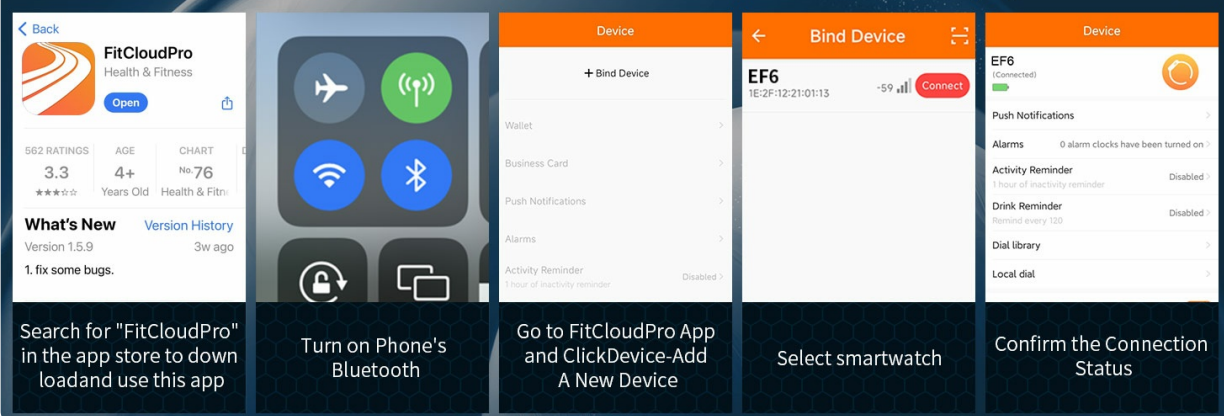 Back
FitCloudPro
Health & Fitness
Open
562 RATINGS
AGE
CHART
3.3
4+
No.76
★★★☆☆
Years Old
Health & Fitn
What's New
Version History
Version 1.5.9
3w ago
1. fix some bugs.
Search for "FitCloudPro"
in the app store to down
loadand use this app
Turn on Phone's
Bluetooth
Device
+ Bind Device
Wallet
Business Card
Push Notifications
Alarms
Activity Reminder
1 hour of inactivity reminder
Disabled
Go to FitCloudPro App
and ClickDevice-Add
A New Device
Bind Device
EF6
1E:2F:12:21:01:13
-59
Connect
Select smartwatch
Device
EF6
(Connected)
Push Notifications
Alarms
0 alarm clocks have been turned on
Activity Reminder
1 hour of inactivity reminder
Disabled
Drink Reminder
Remind every 120
Disabled
Dial library
Local dial
Confirm the Connection
Status